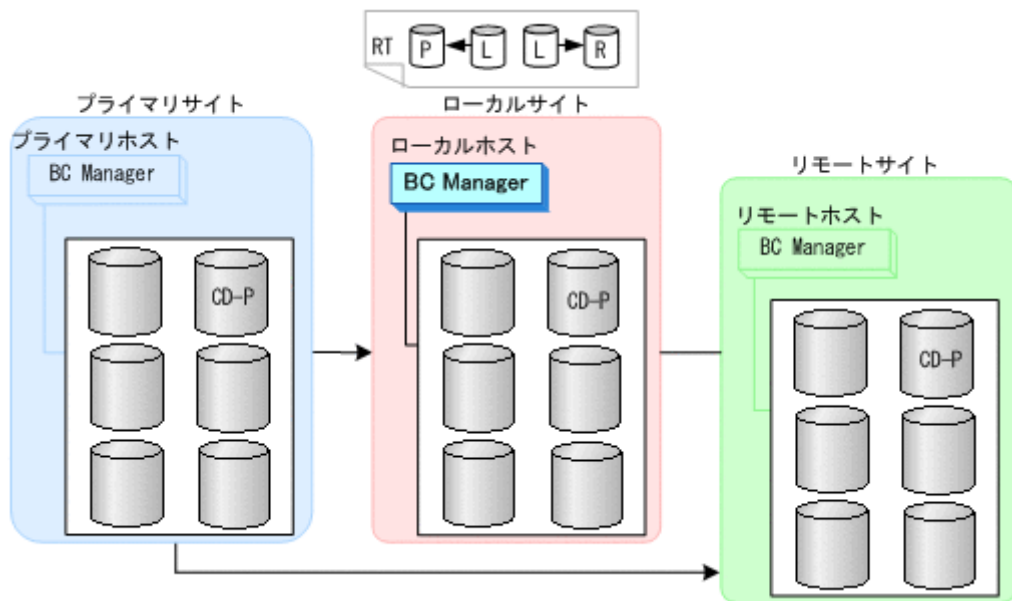 RT P L L R
プライマリサイト
ローカルサイト
プライマリホスト
ローカルホスト
リモートサイト
BC Manager
BC Manager
リモートホスト
BC Manager
CD-P
CD-P
CD-P